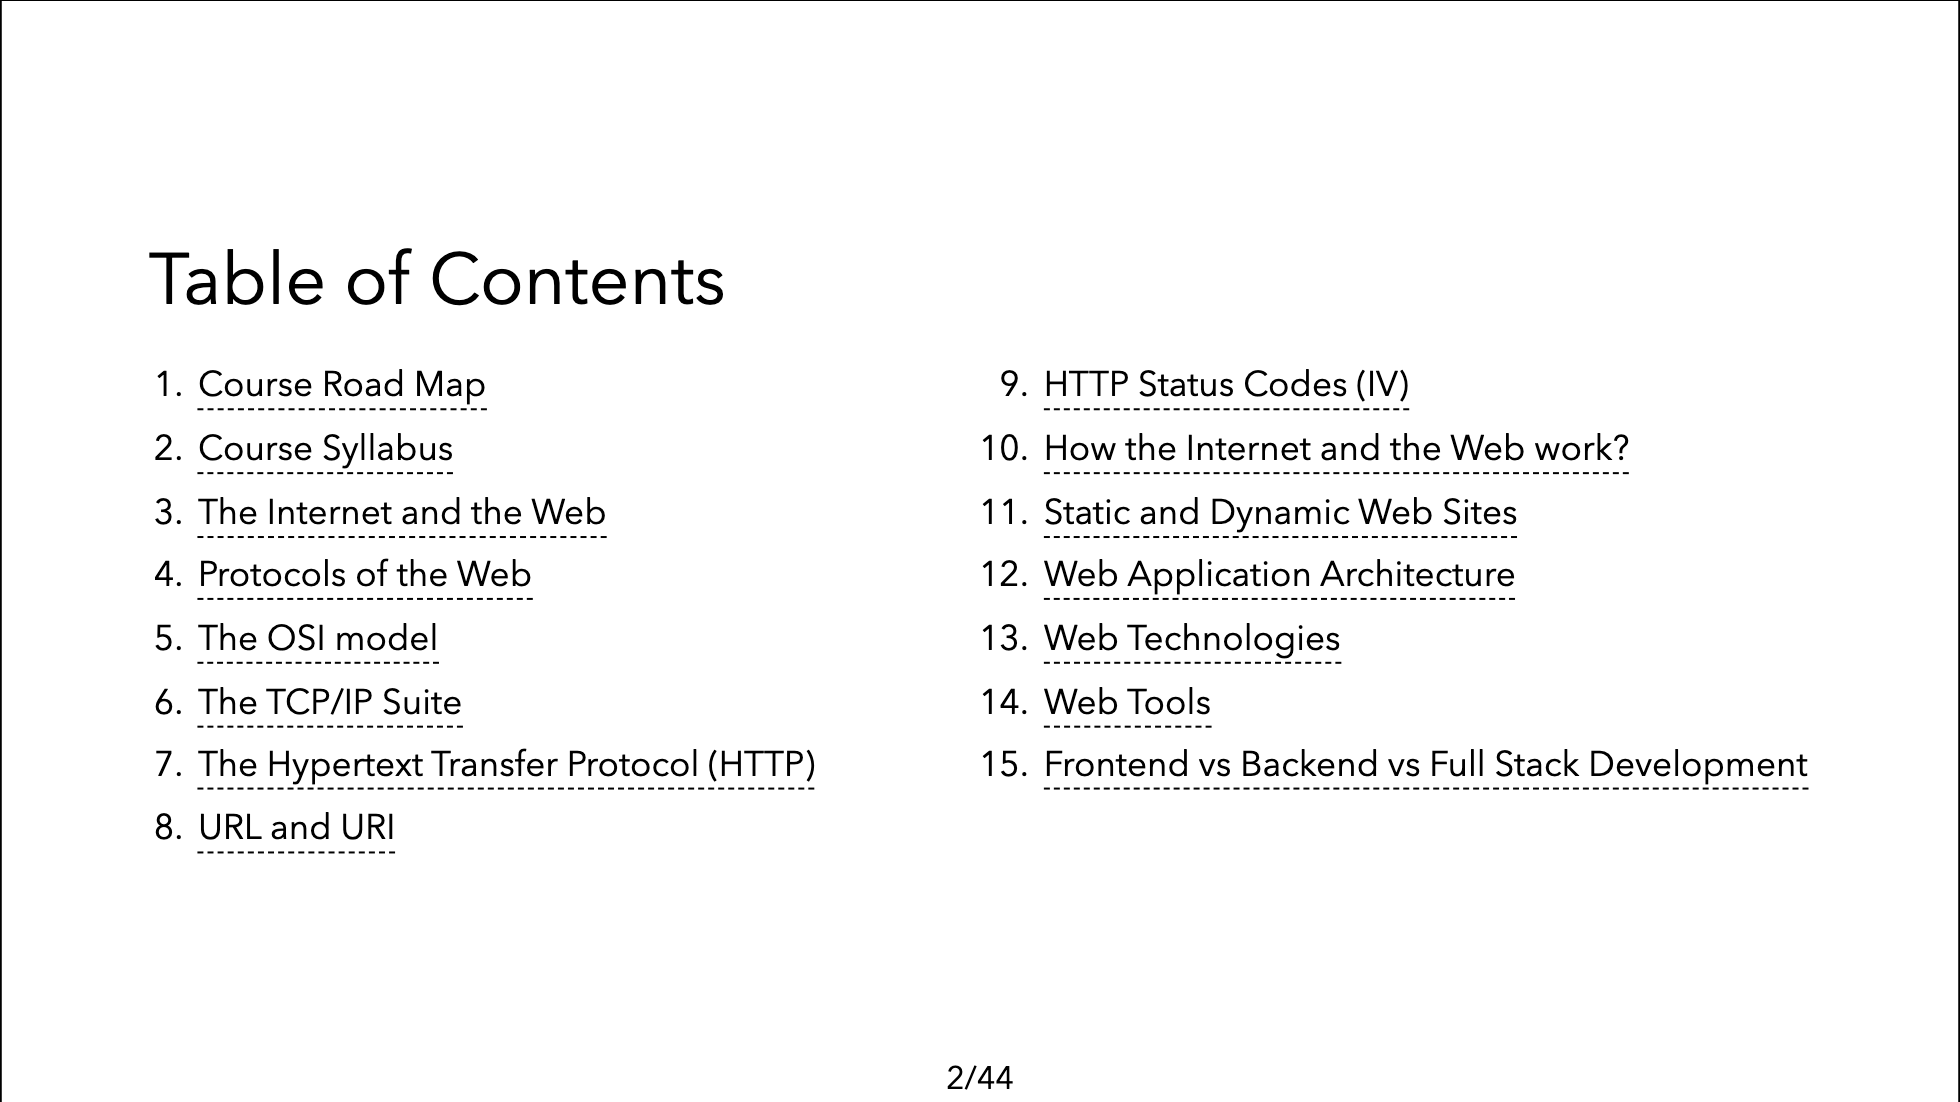 Table of Contents
1. Course Road Map
2. Course Syllabus
3. The Internet and the Web
4. Protocols of the Web
5. The OSI model
6. The TCP/IP Suite
7. The Hypertext Transfer Protocol (HTTP)
8. URL and URI
9. HTTP Status Codes (IV)
10. How the Internet and the Web work?
11. Static and Dynamic Web Sites
12. Web Application Architecture
13. Web Technologies
14. Web Tools
15. Frontend vs Backend vs Full Stack Development
2/44